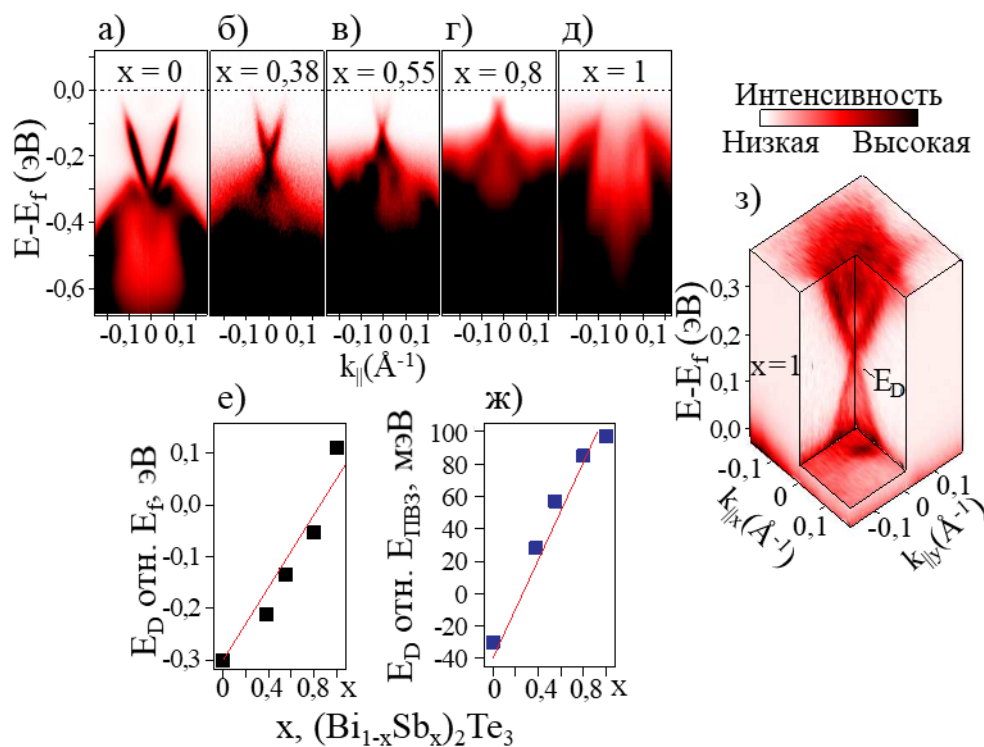 а) б) в) г) д)
x = 0 x = 0,38 x = 0,55 x = 0,8 x = 1
0,0
-0,2
-0,4
-0,6
E-E_f (эВ)
-0,1 0 0,1 -0,1 0 0,1 -0,1 0 0,1 -0,1 0 0,1 -0,1 0 0,1
k_||(Å⁻¹)
Интенсивность
Низкая Высокая
з)
0,3
0,2
0,1
0,0
E-E_f (эВ)
x=1
E_D
-0,1 0 0,1
k_||x(Å⁻¹)
-0,1 0 0,1
k_||y(Å⁻¹)
е)
0,1
0,0
-0,1
-0,2
-0,3
E_D отн. E_f, эВ
0 0,4 0,8 x
ж)
100
80
60
40
20
0
-20
-40
E_D отн. E_ПВЗ, мэВ
0 0,4 0,8 x
x, (Bi₁₋ₓSbₓ)₂Te₃